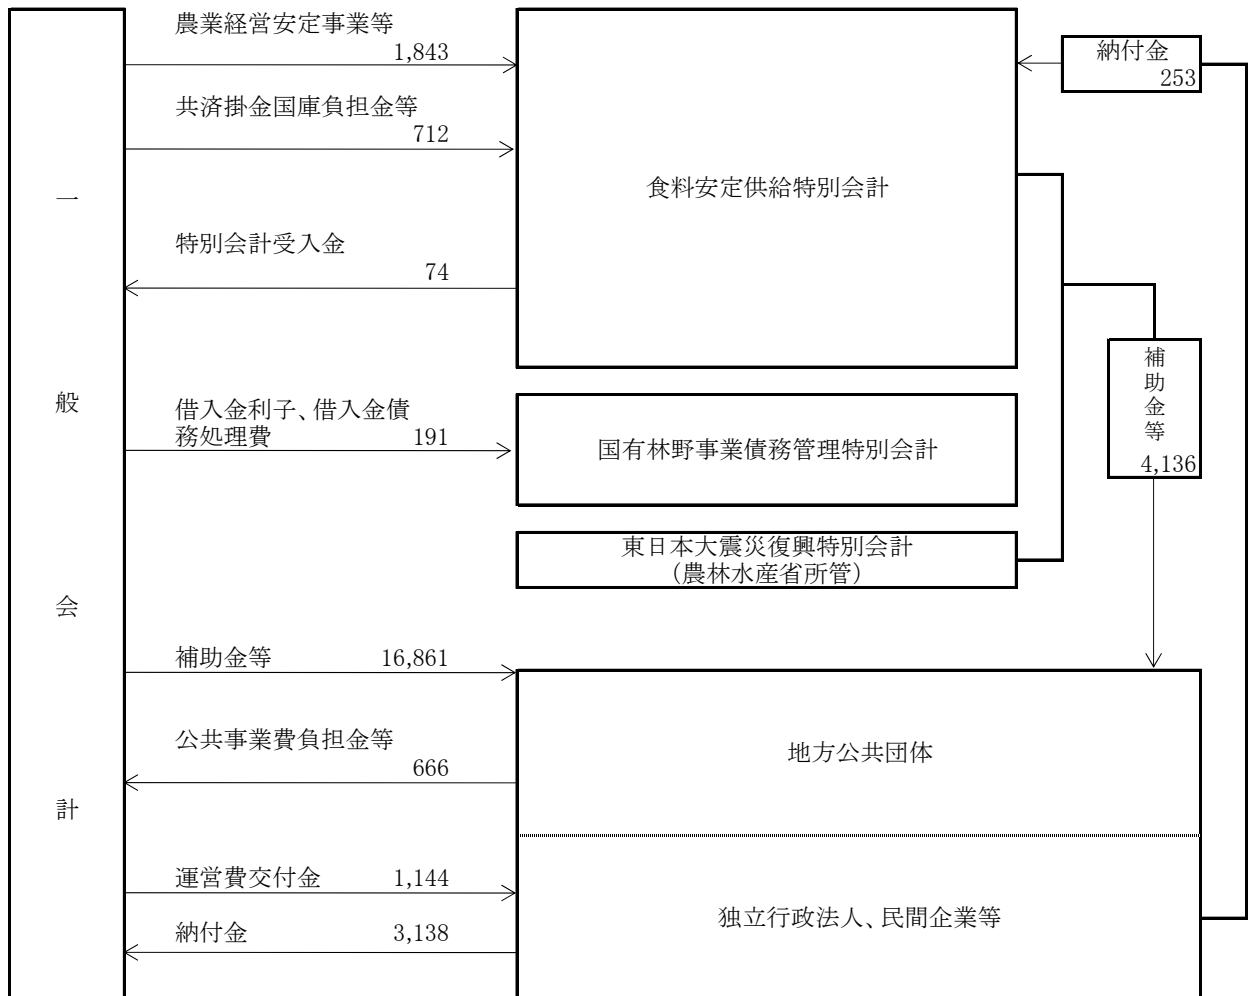 農業経営安定事業等
1,843
共済掛金国庫負担金等
712
特別会計受入金
74
借入金利子、借入金債
務処理費 191
補助金等 16,861
公共事業費負担金等
666
運営費交付金 1,144
納付金 3,138
一
般
会
計
食料安定供給特別会計
国有林野事業債務管理特別会計
東日本大震災復興特別会計
(農林水産省所管)
地方公共団体
独立行政法人、民間企業等
納付金
253
補
助
金
等
4,136